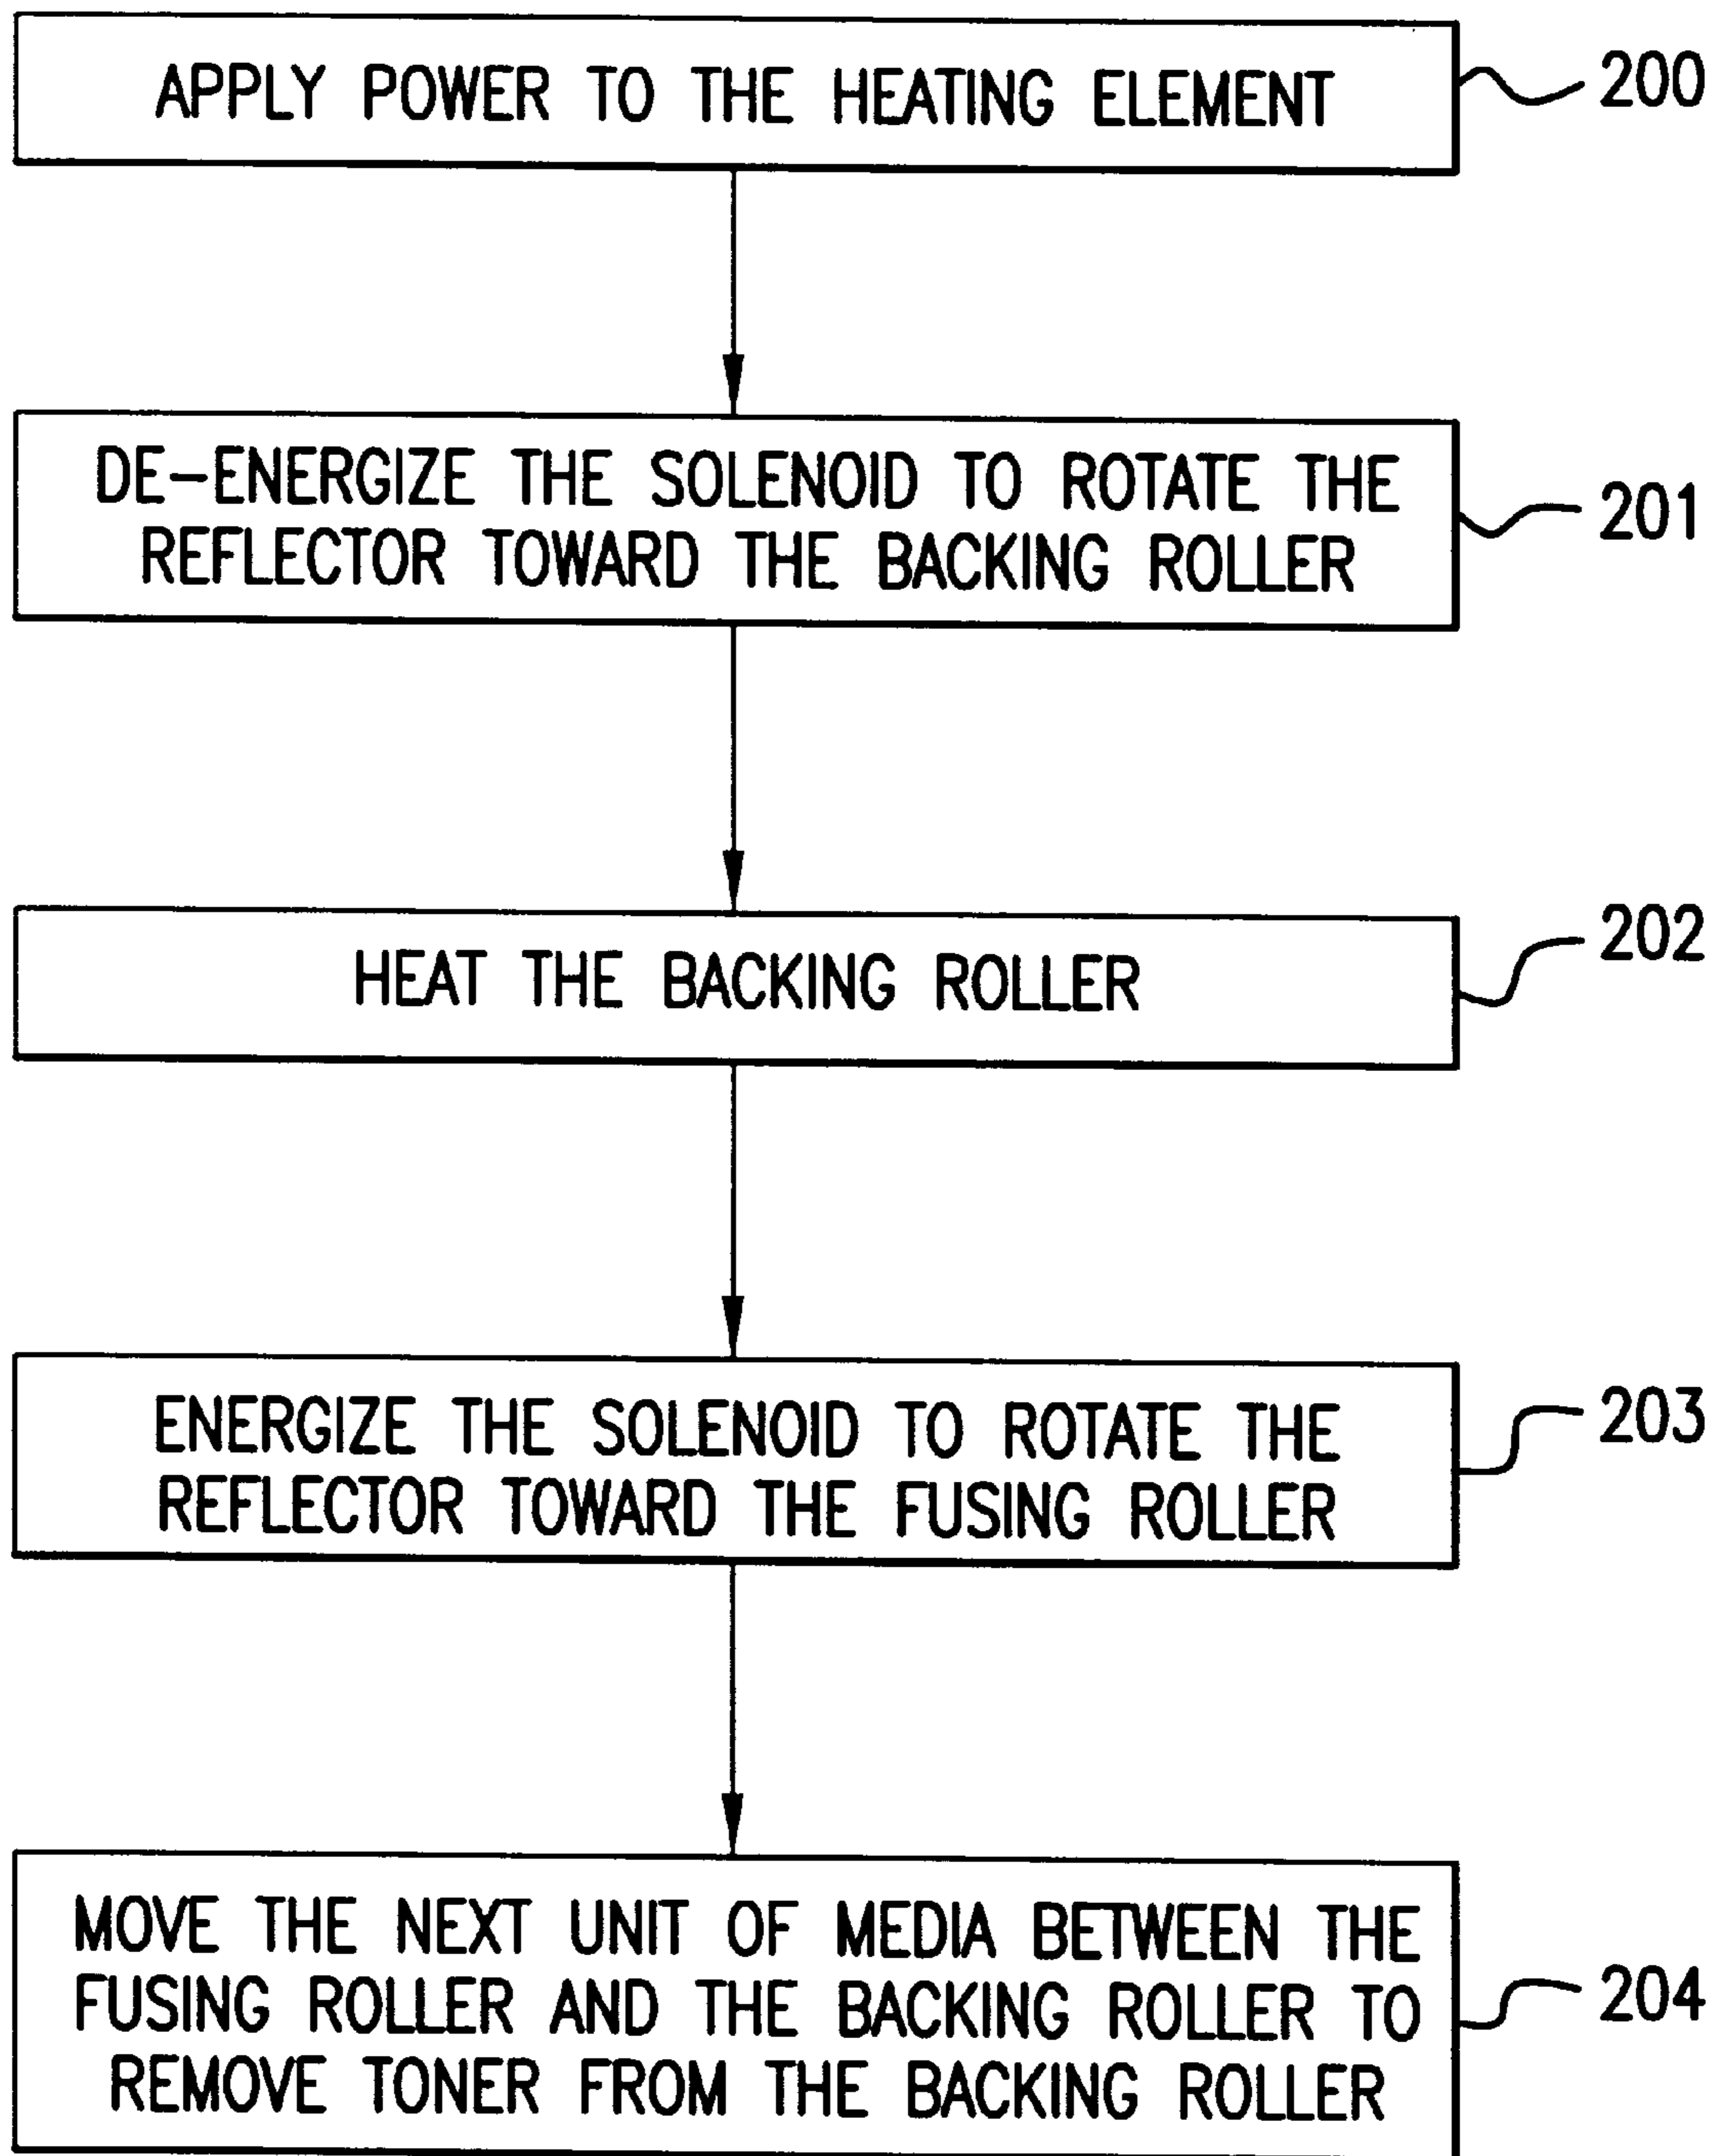 APPLY POWER TO THE HEATING ELEMENT
200
DE-ENERGIZE THE SOLENOID TO ROTATE THE
REFLECTOR TOWARD THE BACKING ROLLER
201
HEAT THE BACKING ROLLER
202
ENERGIZE THE SOLENOID TO ROTATE THE
REFLECTOR TOWARD THE FUSING ROLLER
203
MOVE THE NEXT UNIT OF MEDIA BETWEEN THE
FUSING ROLLER AND THE BACKING ROLLER TO
REMOVE TONER FROM THE BACKING ROLLER
204